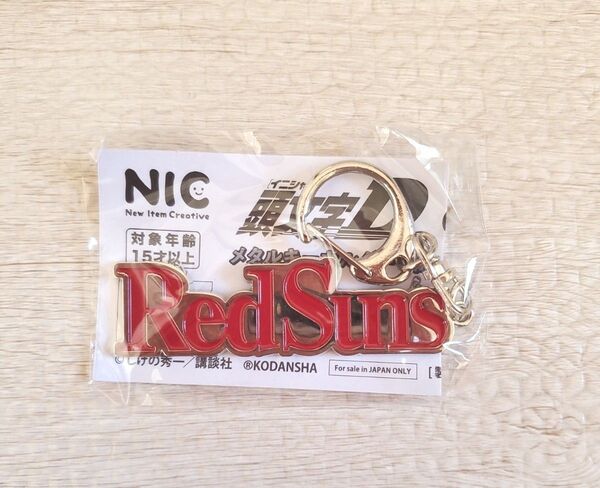 NIC
New Item Creative
頭文字D
対象年齢
15才以上
メタルキー
RedSuns
しげの秀一／講談社 ®KODANSHA
For sale in JAPAN ONLY